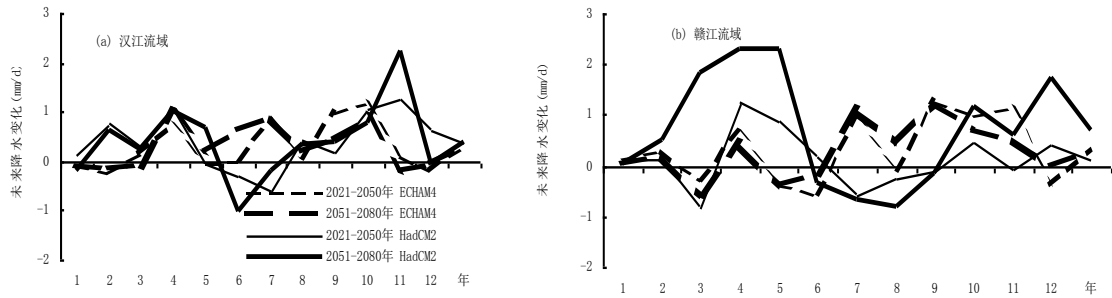 3
2
1
0
-1
-2
未来降水变化(mm/d)
(a) 汉江流域
2021-2050年 ECHAM4
2051-2080年 ECHAM4
2021-2050年 HadCM2
2051-2080年 HadCM2
1 2 3 4 5 6 7 8 9 10 11 12 年
3
2
1
0
-1
-2
未来降水变化(mm/d)
(b) 赣江流域
1 2 3 4 5 6 7 8 9 10 11 12 年